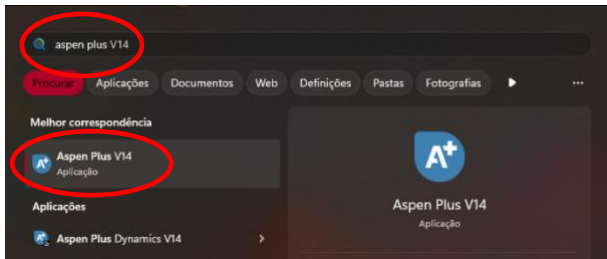 aspen plus V14
Procurar Aplicações Documentos Web Definições Pastas Fotografias
Melhor correspondência
Aspen Plus V14
Aplicação
Aplicações
Aspen Plus Dynamics V14
Aspen Plus V14
Aplicação